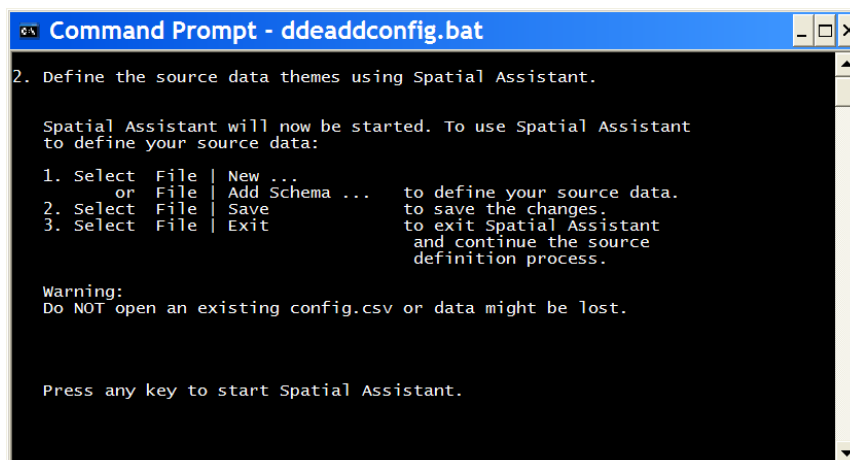 Command Prompt - ddeaddconfig.bat
2. Define the source data themes using Spatial Assistant.
Spatial Assistant will now be started. To use Spatial Assistant
to define your source data:
1. Select File | New ...
or File | Add Schema ... to define your source data.
2. Select File | Save to save the changes.
3. Select File | Exit to exit Spatial Assistant
and continue the source
definition process.
Warning:
Do NOT open an existing config.csv or data might be lost.
Press any key to start Spatial Assistant.